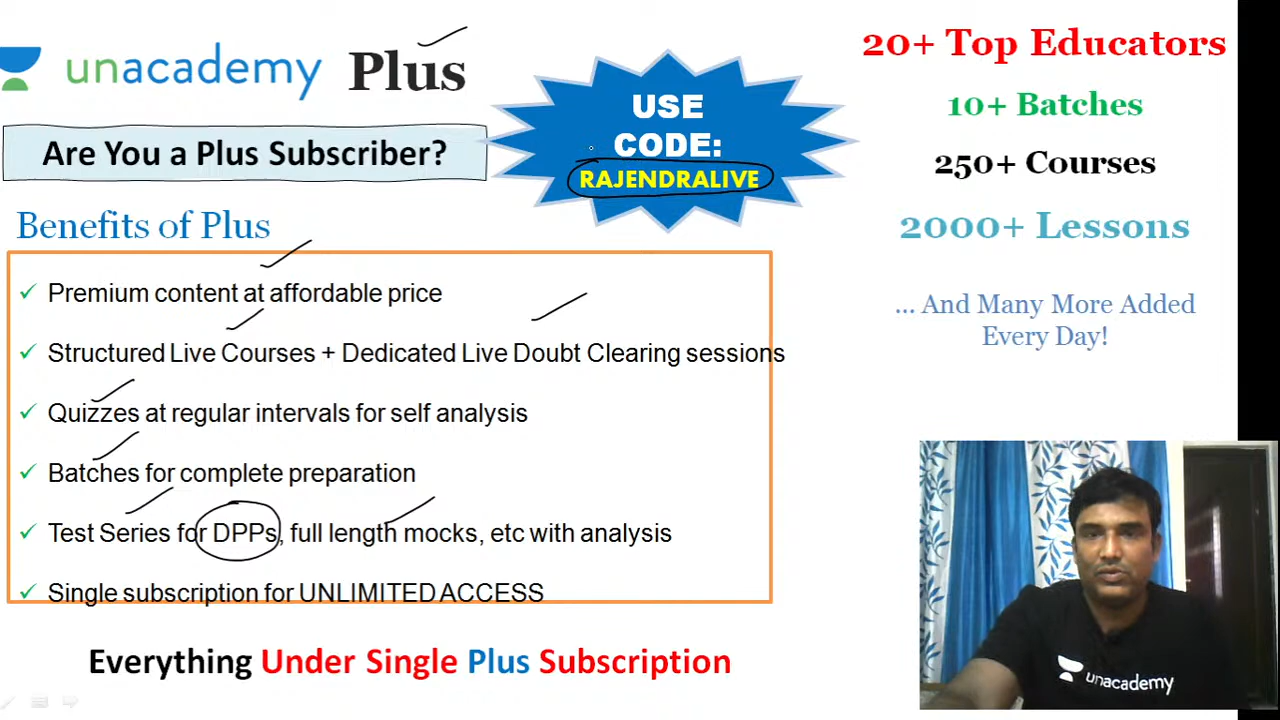 unacademy Plus
Are You a Plus Subscriber?
USE
CODE:
RAJENDRALIVE
20+ Top Educators
10+ Batches
250+ Courses
2000+ Lessons
... And Many More Added
Every Day!
Benefits of Plus
Premium content at affordable price
Structured Live Courses + Dedicated Live Doubt Clearing sessions
Quizzes at regular intervals for self analysis
Batches for complete preparation
Test Series for DPPs, full length mocks, etc with analysis
Single subscription for UNLIMITED ACCESS
Everything Under Single Plus Subscription
unacademy